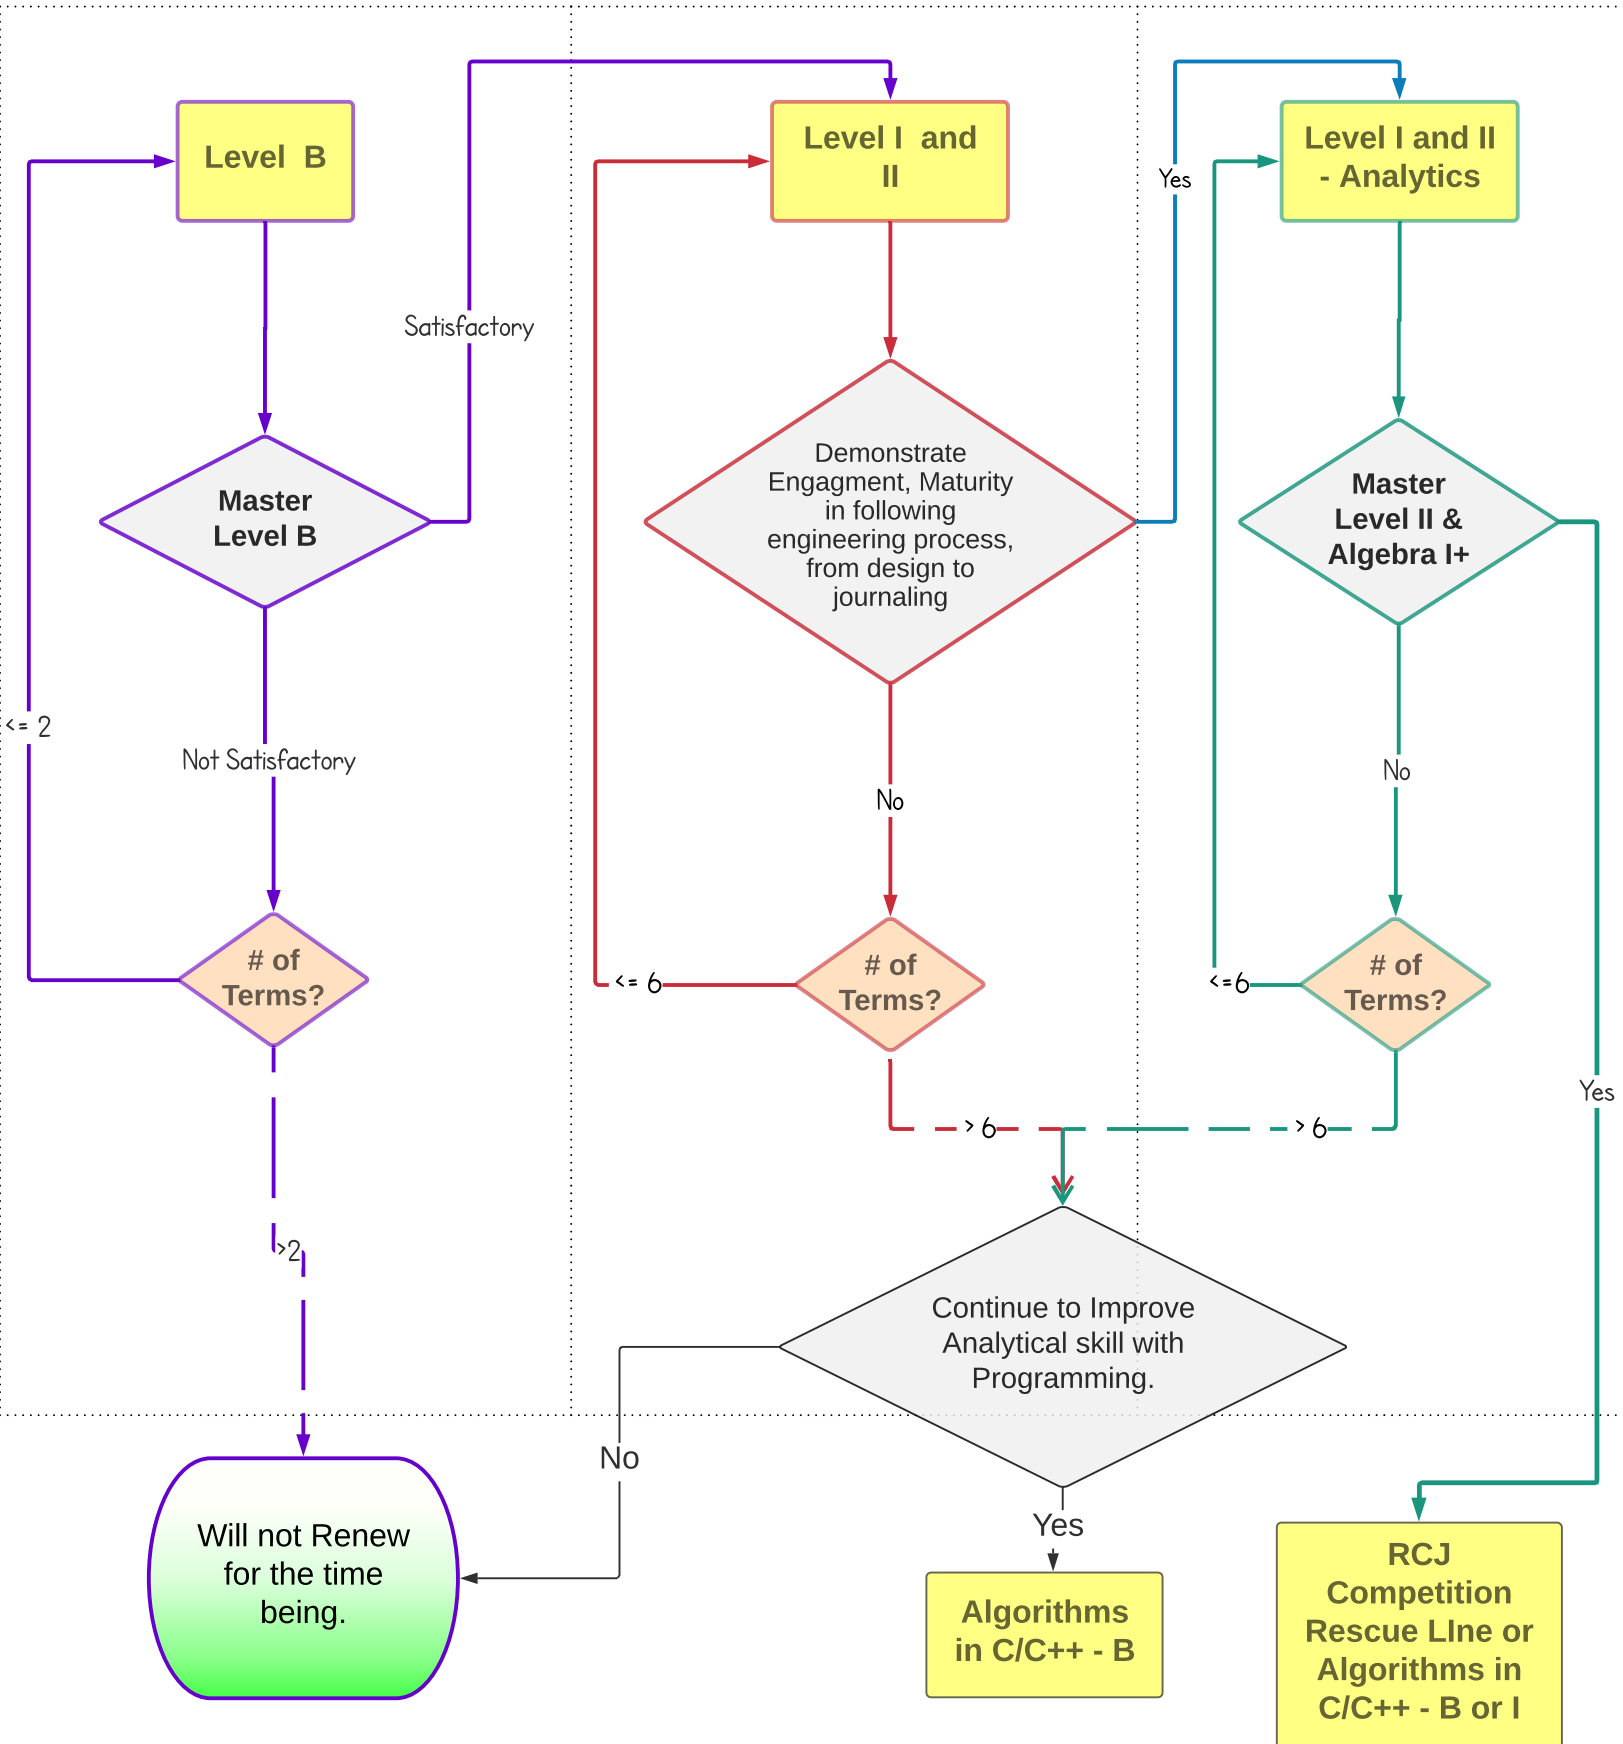 Level  B
Level I  and
II
Level I and II
- Analytics
Yes
Satisfactory
Master
Level B
Demonstrate
Engagment, Maturity
in following
engineering process,
from design to
journaling
Master
Level II &
Algebra I+
<= 2
Not Satisfactory
No
No
# of
Terms?
# of
Terms?
# of
Terms?
<= 6
<=6
Yes
> 6
> 6
>2
Continue to Improve
Analytical skill with
Programming.
No
Yes
Will not Renew
for the time
being.
Algorithms
in C/C++ - B
RCJ
Competition
Rescue LIne or
Algorithms in
C/C++ - B or I